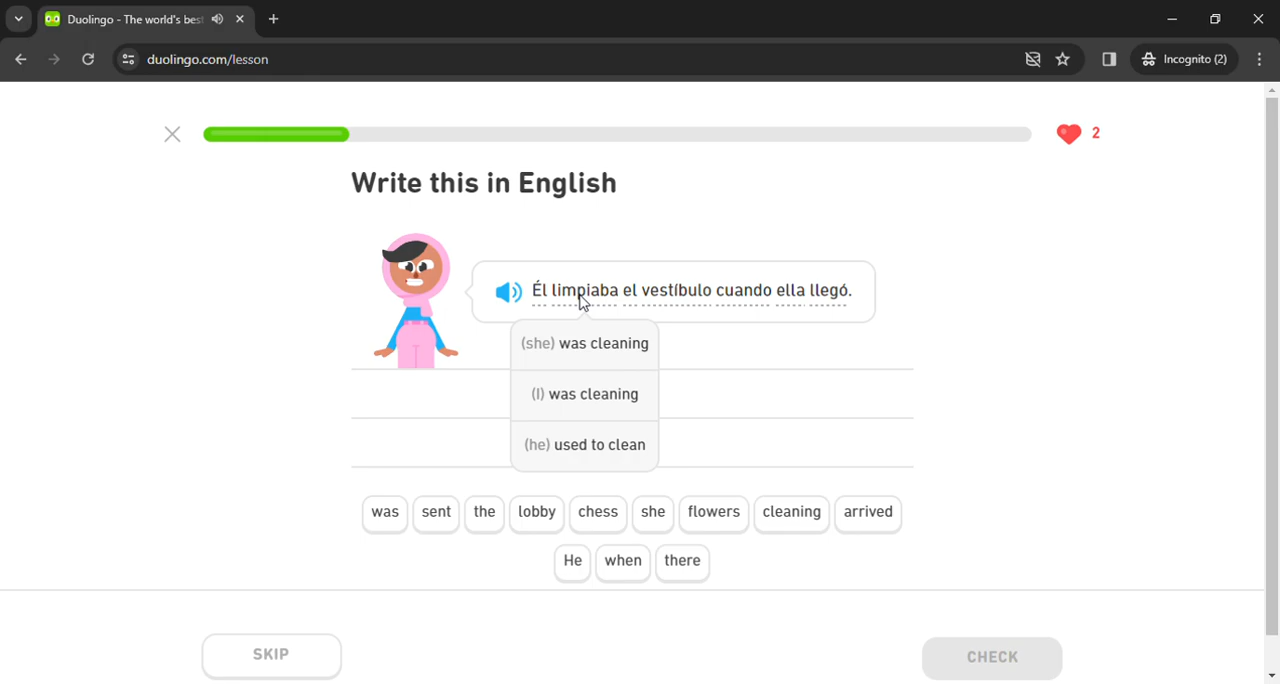 Duolingo - The world's bes
duolingo.com/lesson
Incognito (2)
2
Write this in English
Él limpiaba el vestíbulo cuando ella llegó.
(she) was cleaning
(I) was cleaning
(he) used to clean
was sent the lobby chess she flowers cleaning arrived
He when there
SKIP
CHECK